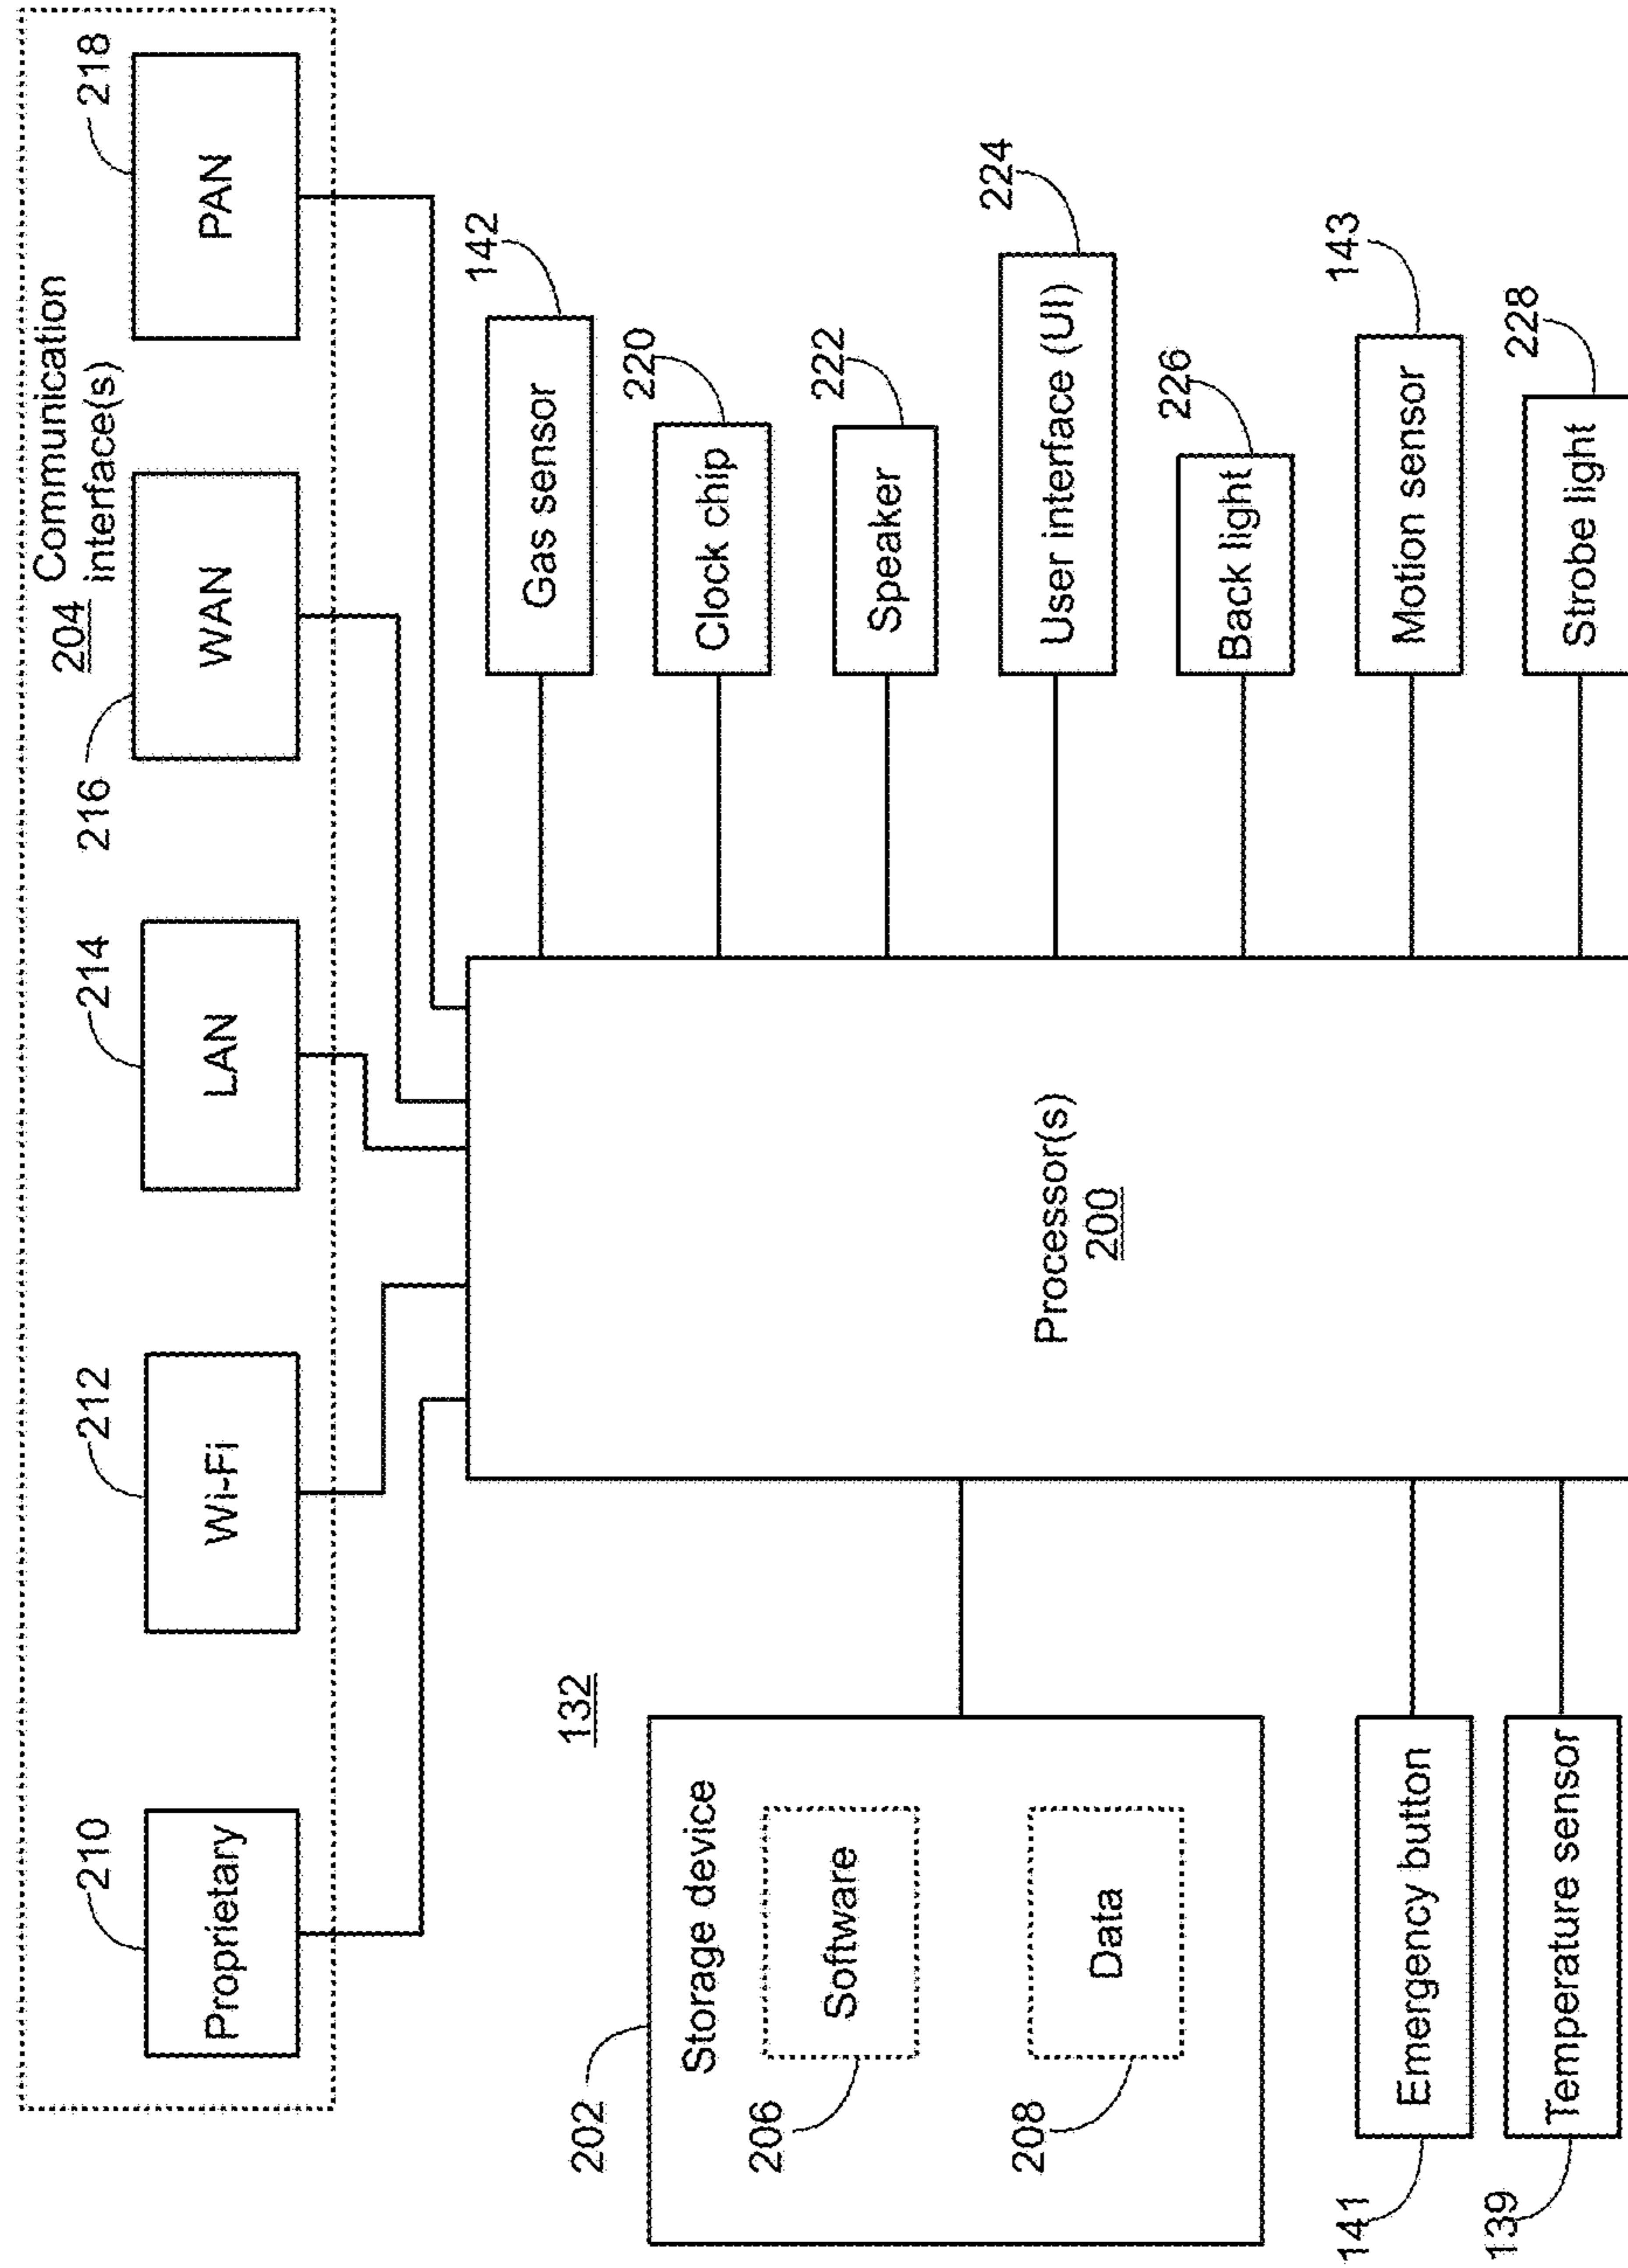 Communication
204 interface(s)
210
212
214
216
218
Proprietary
Wi-Fi
LAN
WAN
PAN
132
202
Storage device
206
Software
208
Data
141
Emergency button
139
Temperature sensor
Processor(s)
200
Gas sensor
142
Clock chip
220
Speaker
222
User interface (UI)
224
Back light
226
Motion sensor
143
Strobe light
228